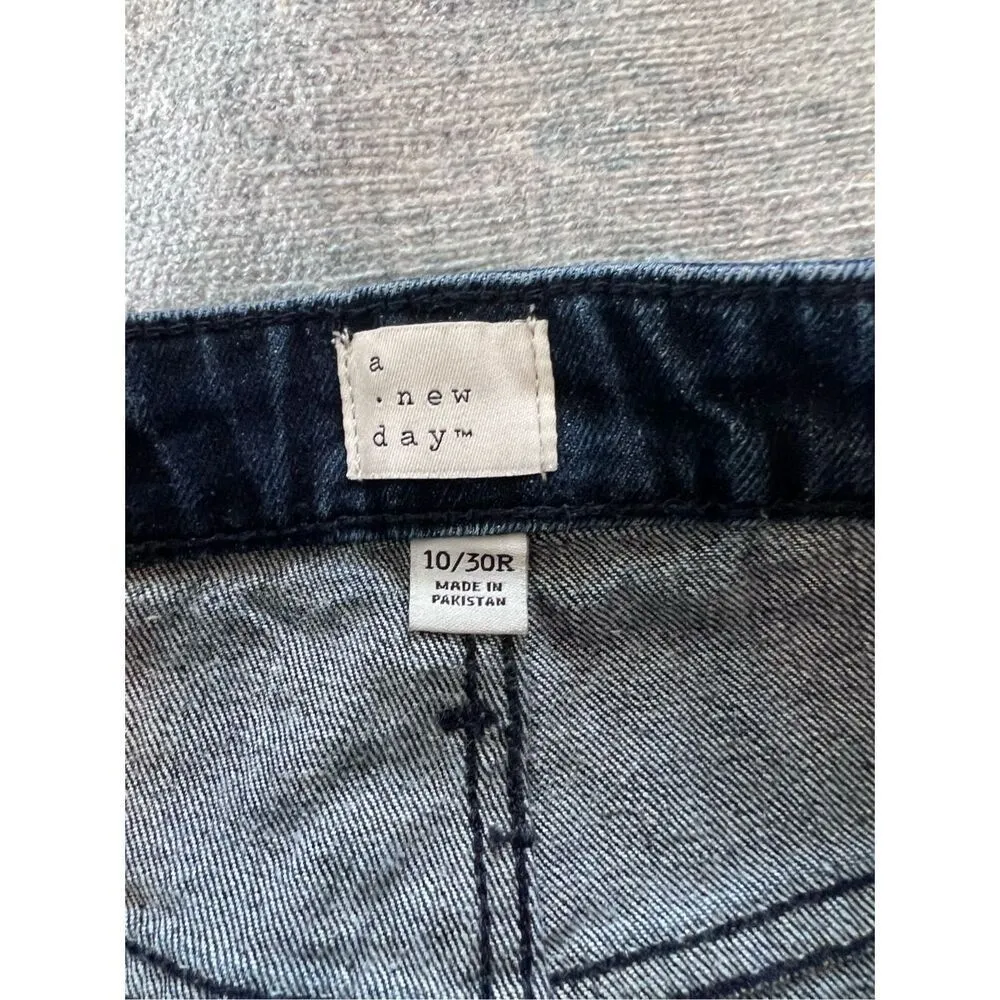 a
. new
day™
10/30R
MADE IN
PAKISTAN